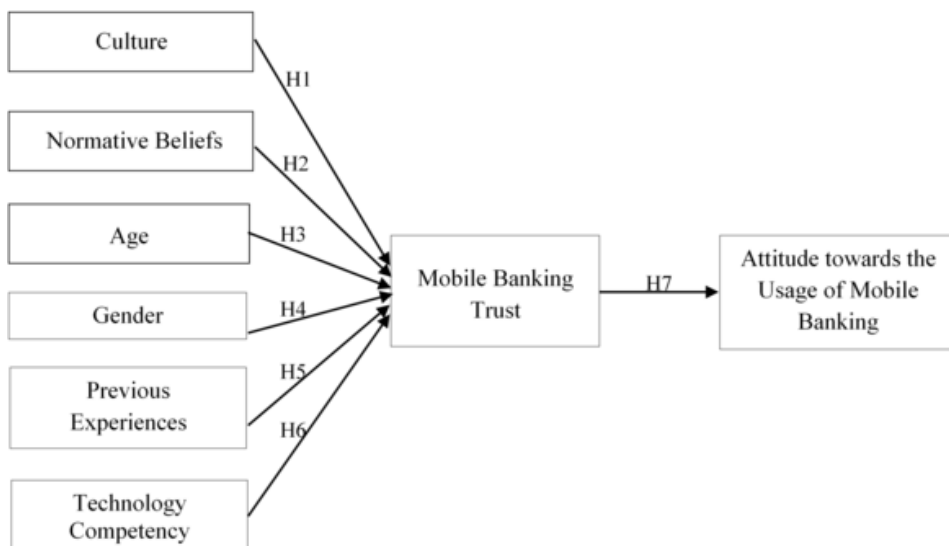 Culture
H1
Normative Beliefs
H2
Age
H3
Gender
H4
Previous
Experiences
H5
H6
Technology
Competency
Mobile Banking
Trust
H7
Attitude towards the
Usage of Mobile
Banking